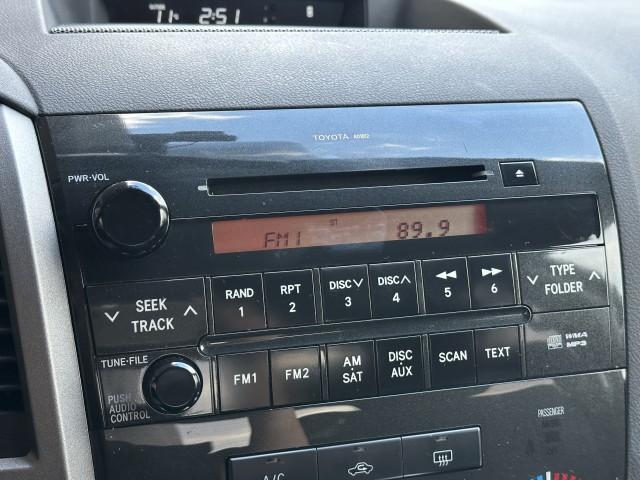 71 2:51
TOYOTA
PWR·VOL
ST
FM1 89.9
SEEK
TRACK
RAND
1
RPT
2
DISC
3
DISC
4
5
6
TYPE
FOLDER
TUNE·FILE
PUSH
AUDIO
CONTROL
FM1
FM2
AM
·
SAT
DISC
·
AUX
SCAN
TEXT
WMA
MP3
PASSENGER
A/C